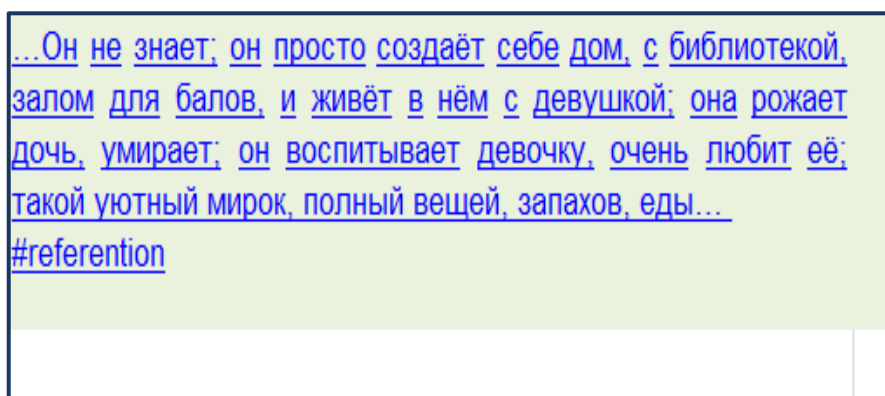 …Он не знает; он просто создаёт себе дом, с библиотекой,
залом для балов, и живёт в нём с девушкой; она рожает
дочь, умирает; он воспитывает девочку, очень любит её;
такой уютный мирок, полный вещей, запахов, еды…
#referention